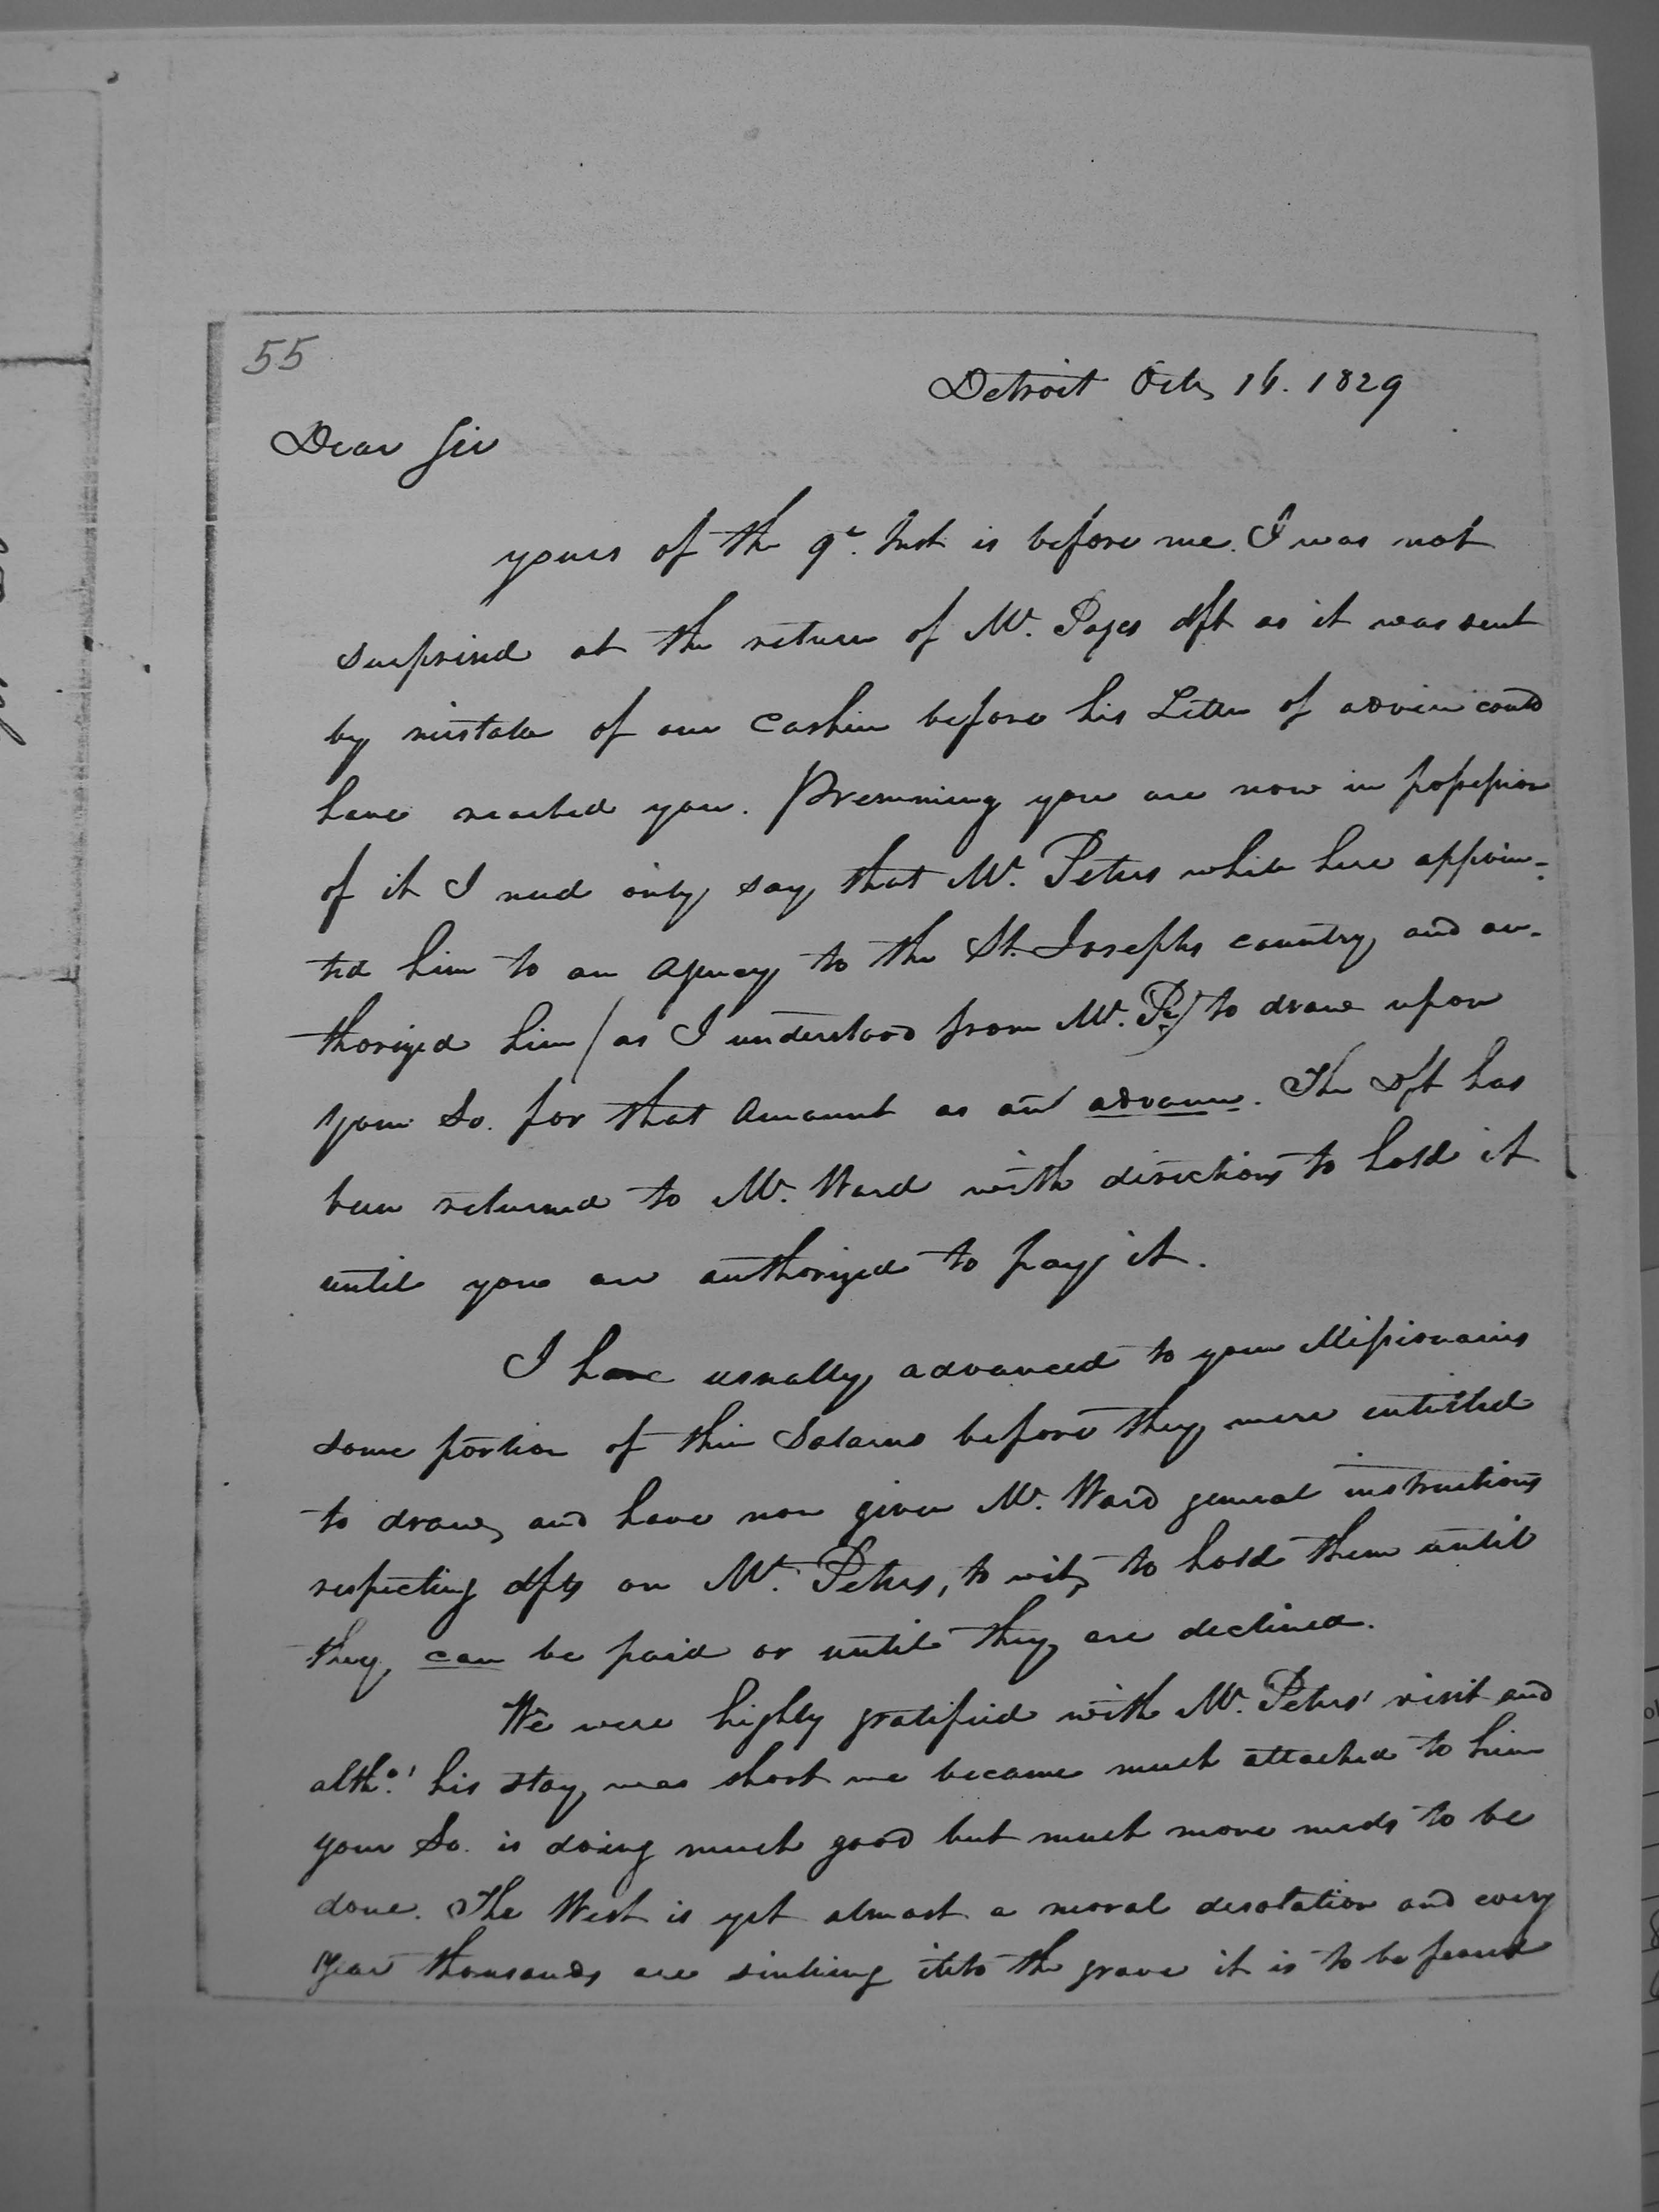 55
Detroit Octr 16. 1829
Dear Sir
yours of the 9th. Inst is before me. I was not
surprised at the return of Mr. Pages dft as it was sent
by mistake of our Cashier before his Letter of advice could
have reached you. Presuming you are now in possession
of it I need only say that Mr. Peters while here appoin-
ted him to an Agency to the St. Josephs country and au-
thorized him (as I understood from Mr. P.) to draw upon
your So. for that amount as an advance. The Dft has
been returned to Mr. Ward with directions to hold it
until you are authorized to pay it.
I have usually advanced to your Missionaries
some portion of their Salaries before they were entitled
to draw, and have now given Mr. Ward general instructions
respecting dfts on Mr. Peters, to wit, to hold them until
they can be paid or until they are declined.
We were highly gratified with Mr. Peters' visit and
altho' his stay was short we became much attached to him
your So. is doing much good but much more needs to be
done. The West is yet almost a moral desolation and every
year thousands are sinking into the grave it is to be feared